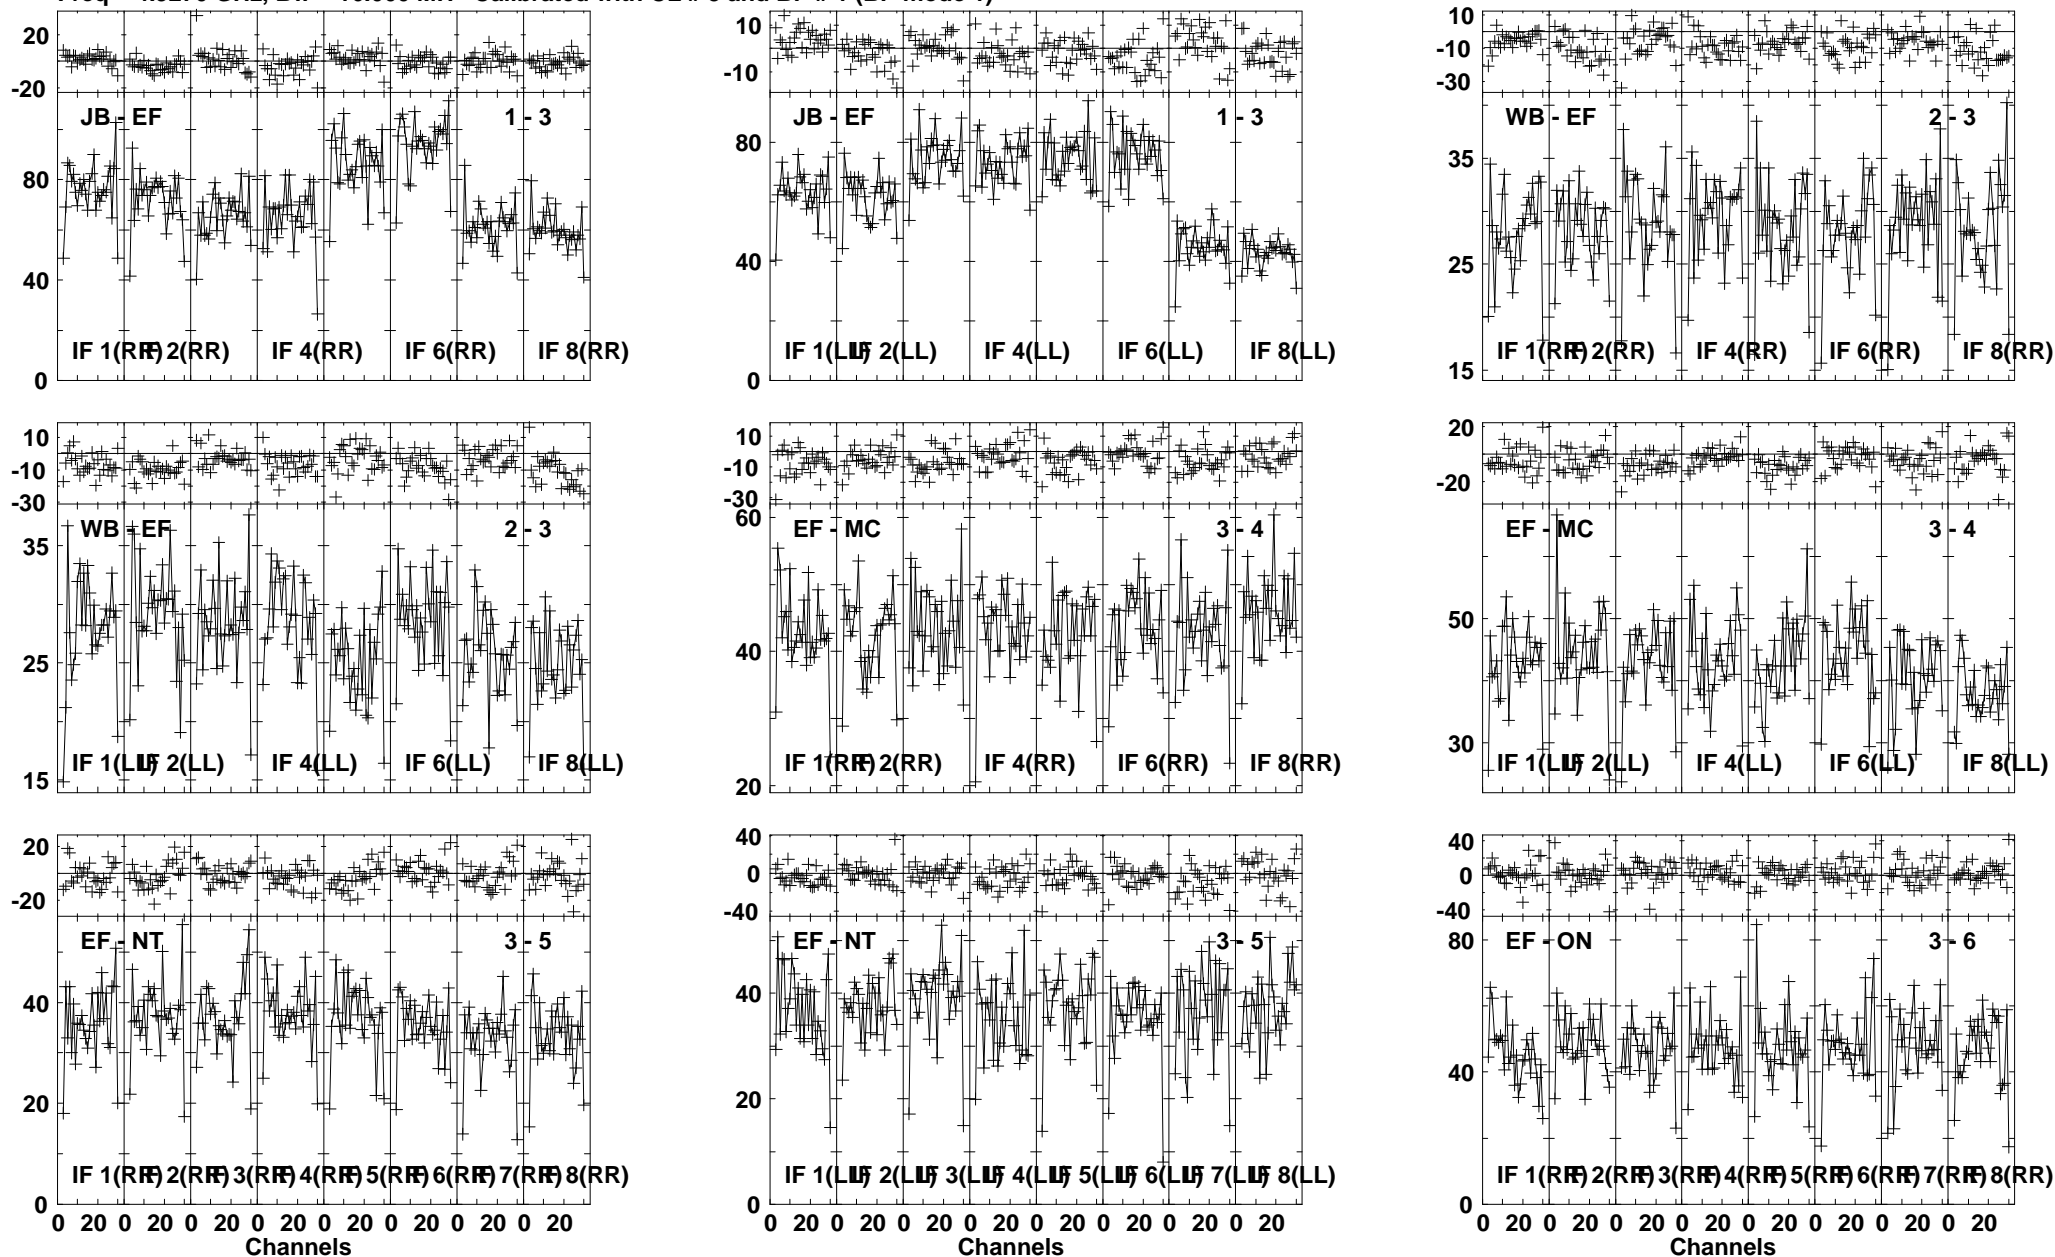 20
-20
JB - EF 1 - 3
80
40
0
IF 1(RR) IF 2(RR) IF 4(RR) IF 6(RR) IF 8(RR)
10
-10
JB - EF 1 - 3
80
40
0
IF 1(LL) IF 2(LL) IF 4(LL) IF 6(LL) IF 8(LL)
10
-10
-30
WB - EF 2 - 3
35
25
15
IF 1(RR) IF 2(RR) IF 4(RR) IF 6(RR) IF 8(RR)
10
-10
-30
WB - EF 2 - 3
35
25
15
IF 1(LL) IF 2(LL) IF 4(LL) IF 6(LL) IF 8(LL)
10
-10
-30
EF - MC 3 - 4
60
40
20
IF 1(RR) IF 2(RR) IF 4(RR) IF 6(RR) IF 8(RR)
20
-20
EF - MC 3 - 4
50
30
IF 1(LL) IF 2(LL) IF 4(LL) IF 6(LL) IF 8(LL)
20
-20
EF - NT 3 - 5
40
20
0
IF 1(RR) IF 2(RR) IF 3(RR) IF 4(RR) IF 5(RR) IF 6(RR) IF 7(RR) IF 8(RR)
0 20 0 20 0 20 0 20 0 20 0 20 0 20 0 20
Channels
40
0
-40
EF - NT 3 - 5
40
20
0
IF 1(LL) IF 2(LL) IF 3(LL) IF 4(LL) IF 5(LL) IF 6(LL) IF 7(LL) IF 8(LL)
0 20 0 20 0 20 0 20 0 20 0 20 0 20 0 20
Channels
40
0
-40
EF - ON 3 - 6
80
40
0
IF 1(RR) IF 2(RR) IF 3(RR) IF 4(RR) IF 5(RR) IF 6(RR) IF 7(RR) IF 8(RR)
0 20 0 20 0 20 0 20 0 20 0 20 0 20 0 20
Channels